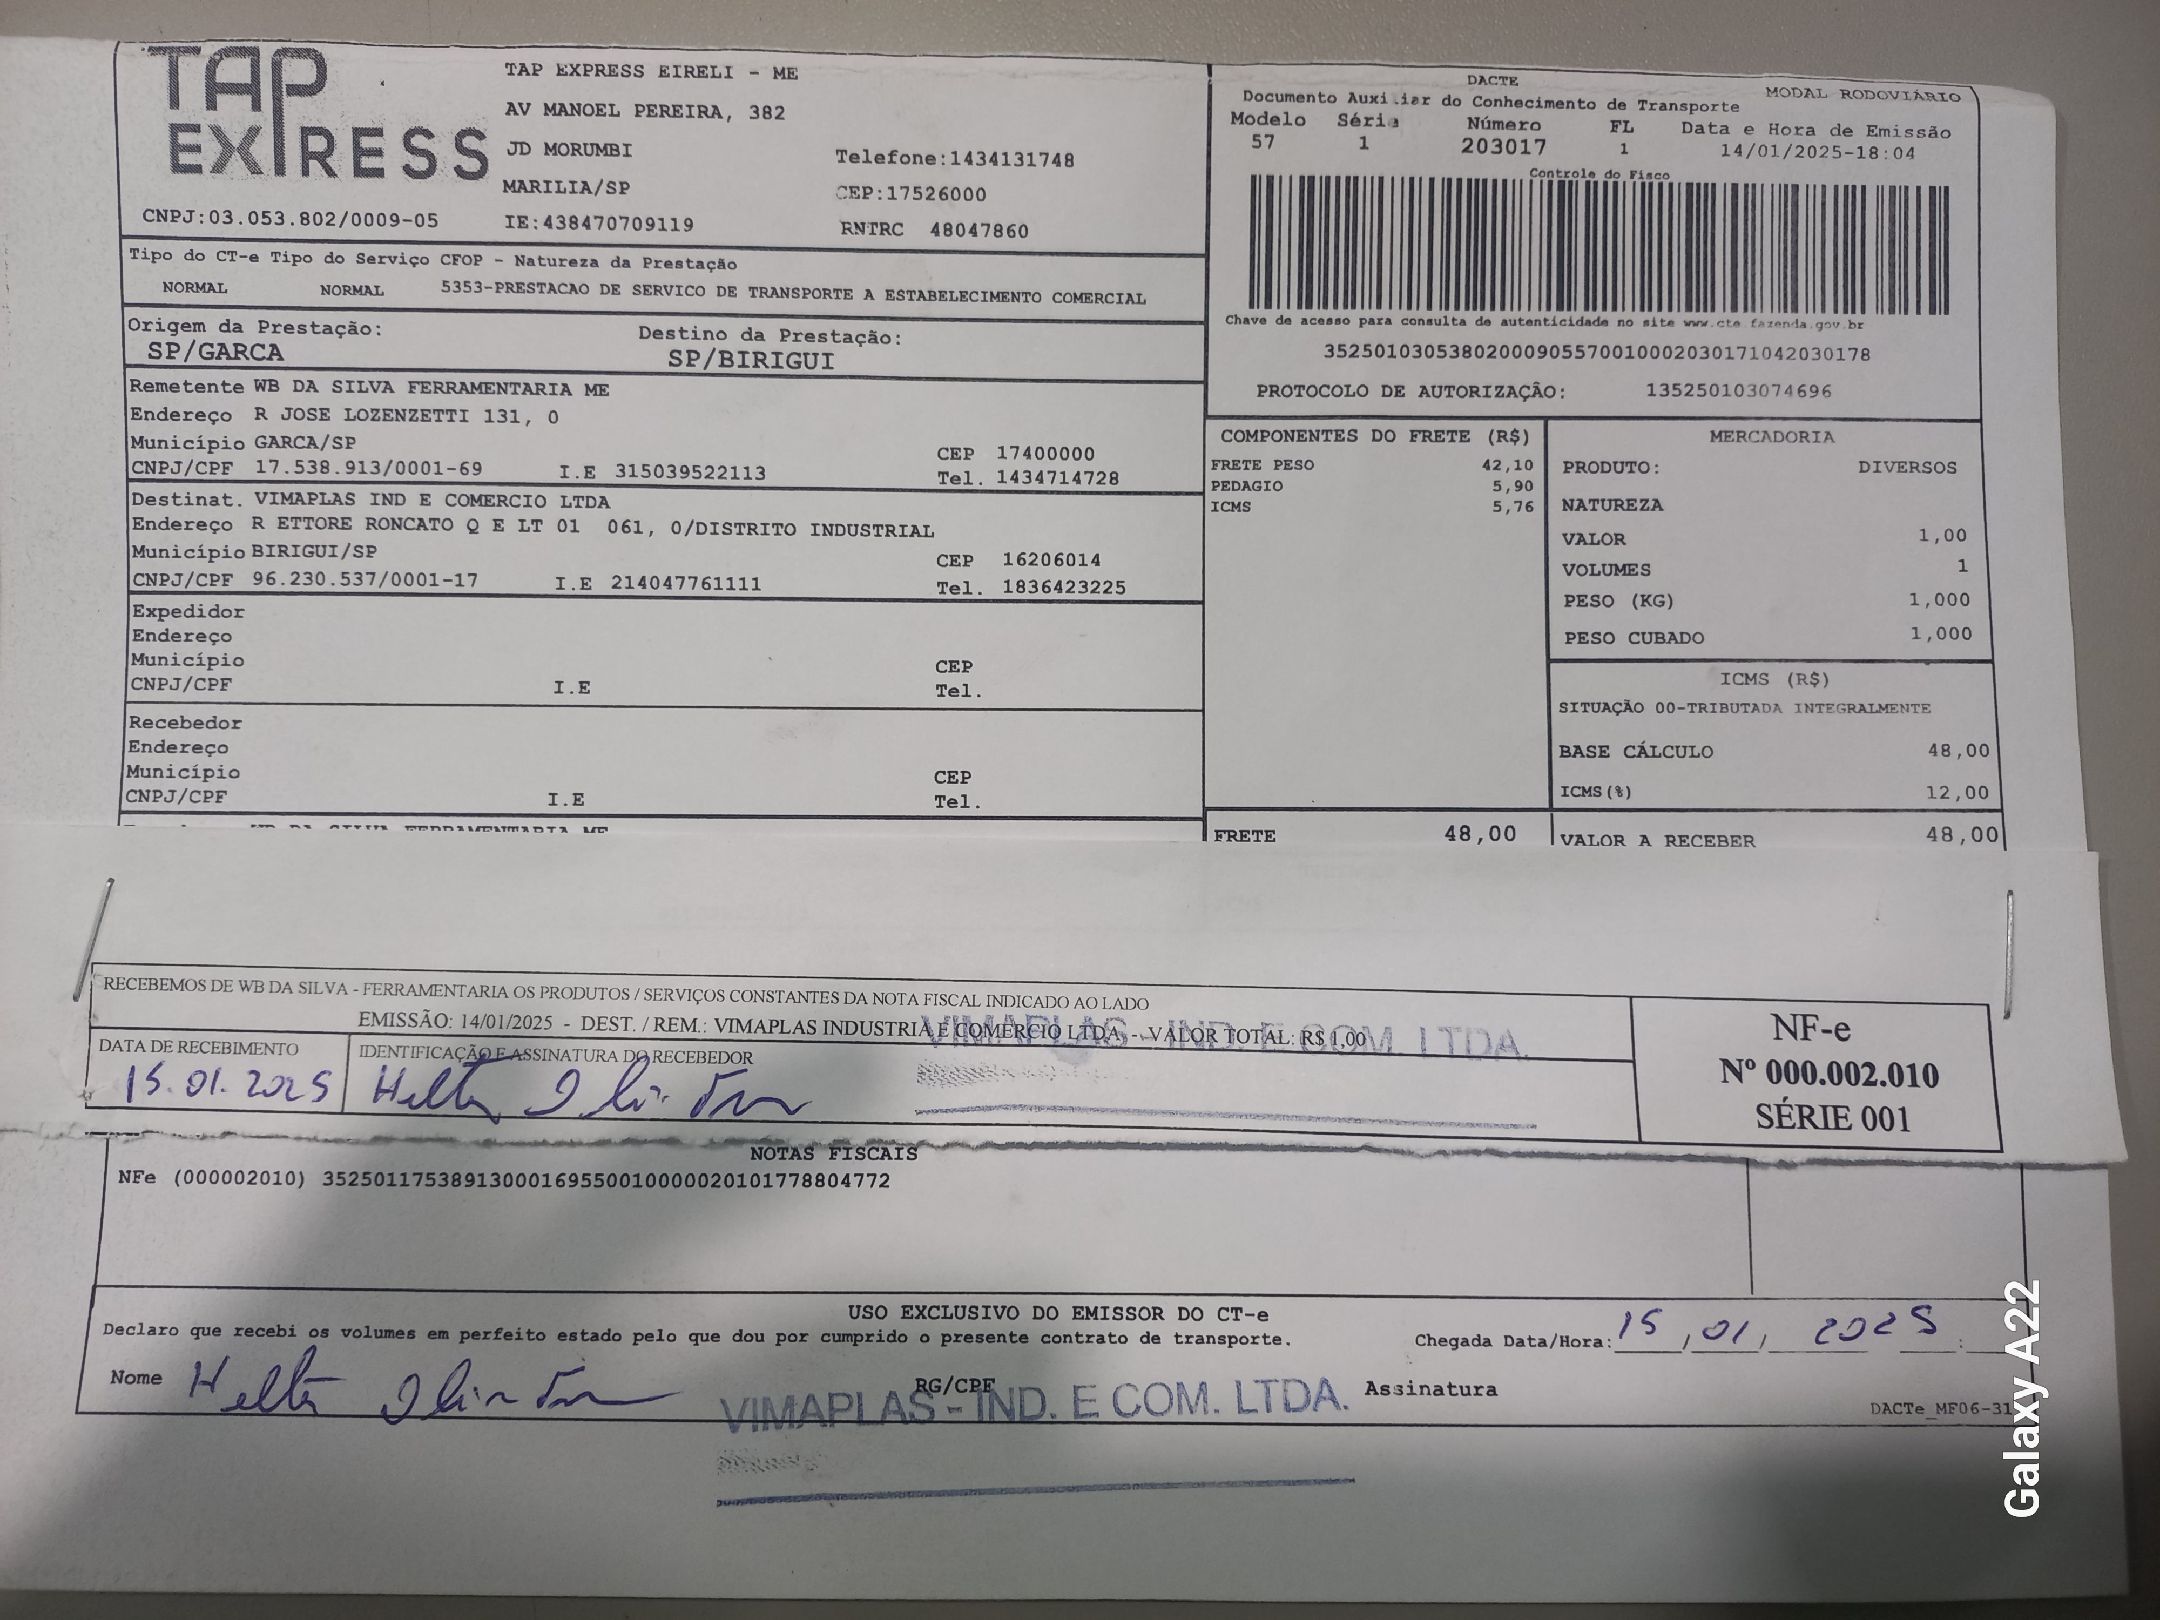 TAP EXPRESS
TAP EXPRESS EIRELI - ME
AV MANOEL PEREIRA, 382
JD MORUMBI
Telefone:1434131748
MARILIA/SP
CEP:17526000
CNPJ:03.053.802/0009-05
IE:438470709119
RNTRC 48047860
DACTE
MODAL RODOVIÁRIO
Documento Auxiliar do Conhecimento de Transporte
Modelo Série Número FL Data e Hora de Emissão
57 1 203017 1 14/01/2025-18:04
Controle do Fisco
Chave de acesso para consulta de autenticidade no site www.cte.fazenda.gov.br
35250103053802000905570010002030171042030178
PROTOCOLO DE AUTORIZAÇÃO: 135250103074696
Tipo do CT-e Tipo do Serviço CFOP - Natureza da Prestação
NORMAL NORMAL 5353-PRESTACAO DE SERVICO DE TRANSPORTE A ESTABELECIMENTO COMERCIAL
Origem da Prestação: Destino da Prestação:
SP/GARCA SP/BIRIGUI
Remetente WB DA SILVA FERRAMENTARIA ME
Endereço R JOSE LOZENZETTI 131, 0
Município GARCA/SP CEP 17400000
CNPJ/CPF 17.538.913/0001-69 I.E 315039522113 Tel. 1434714728
Destinat. VIMAPLAS IND E COMERCIO LTDA
Endereço R ETTORE RONCATO Q E LT 01 061, 0/DISTRITO INDUSTRIAL
Município BIRIGUI/SP CEP 16206014
CNPJ/CPF 96.230.537/0001-17 I.E 214047761111 Tel. 1836423225
Expedidor
Endereço
Município CEP
CNPJ/CPF I.E Tel.
Recebedor
Endereço
Município CEP
CNPJ/CPF I.E Tel.
WB DA SILVA FERRAMENTARIA ME
COMPONENTES DO FRETE (R$)
FRETE PESO 42,10
PEDAGIO 5,90
ICMS 5,76
FRETE 48,00
MERCADORIA
PRODUTO: DIVERSOS
NATUREZA
VALOR 1,00
VOLUMES 1
PESO (KG) 1,000
PESO CUBADO 1,000
ICMS (R$)
SITUAÇÃO 00-TRIBUTADA INTEGRALMENTE
BASE CÁLCULO 48,00
ICMS(%) 12,00
VALOR A RECEBER 48,00
RECEBEMOS DE WB DA SILVA - FERRAMENTARIA OS PRODUTOS / SERVIÇOS CONSTANTES DA NOTA FISCAL INDICADO AO LADO
EMISSÃO: 14/01/2025 - DEST. / REM.: VIMAPLAS INDUSTRIA E COMERCIO LTDA - VALOR TOTAL: R$ 1,00
VIMAPLAS - IND. E COM. LTDA.
DATA DE RECEBIMENTO
IDENTIFICAÇÃO E ASSINATURA DO RECEBEDOR
15.01.2025
NF-e
Nº 000.002.010
SÉRIE 001
NOTAS FISCAIS
NFe (000002010) 35250117538913000169550010000020101778804772
USO EXCLUSIVO DO EMISSOR DO CT-e
Declaro que recebi os volumes em perfeito estado pelo que dou por cumprido o presente contrato de transporte.
Chegada Data/Hora: 15/01/2025
Nome
RG/CPF
Assinatura
VIMAPLAS - IND. E COM. LTDA.
DACTe_MF06-31
Galaxy A22